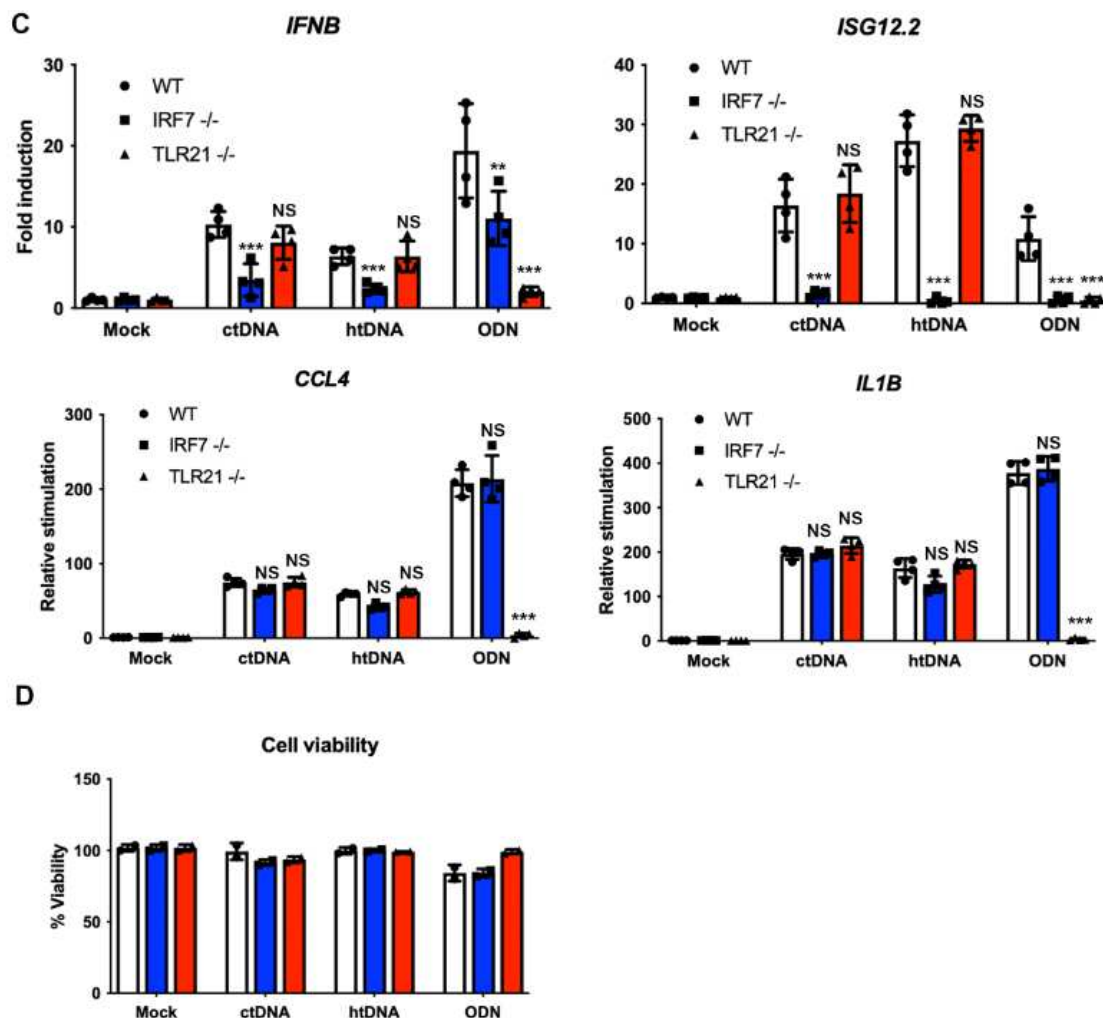 C
IFNB
30
20
10
0
Fold induction
WT
IRF7 -/-
TLR21 -/-
*** NS *** NS ** ***
Mock ctDNA htDNA ODN
ISG12.2
40
30
20
10
0
WT
IRF7 -/-
TLR21 -/-
*** NS *** NS *** ***
Mock ctDNA htDNA ODN
CCL4
300
200
100
0
Relative stimulation
WT
IRF7 -/-
TLR21 -/-
NS NS NS NS NS ***
Mock ctDNA htDNA ODN
IL1B
500
400
300
200
100
0
Relative stimulation
WT
IRF7 -/-
TLR21 -/-
NS NS NS NS NS ***
Mock ctDNA htDNA ODN
D
Cell viability
150
100
50
0
% Viability
Mock ctDNA htDNA ODN